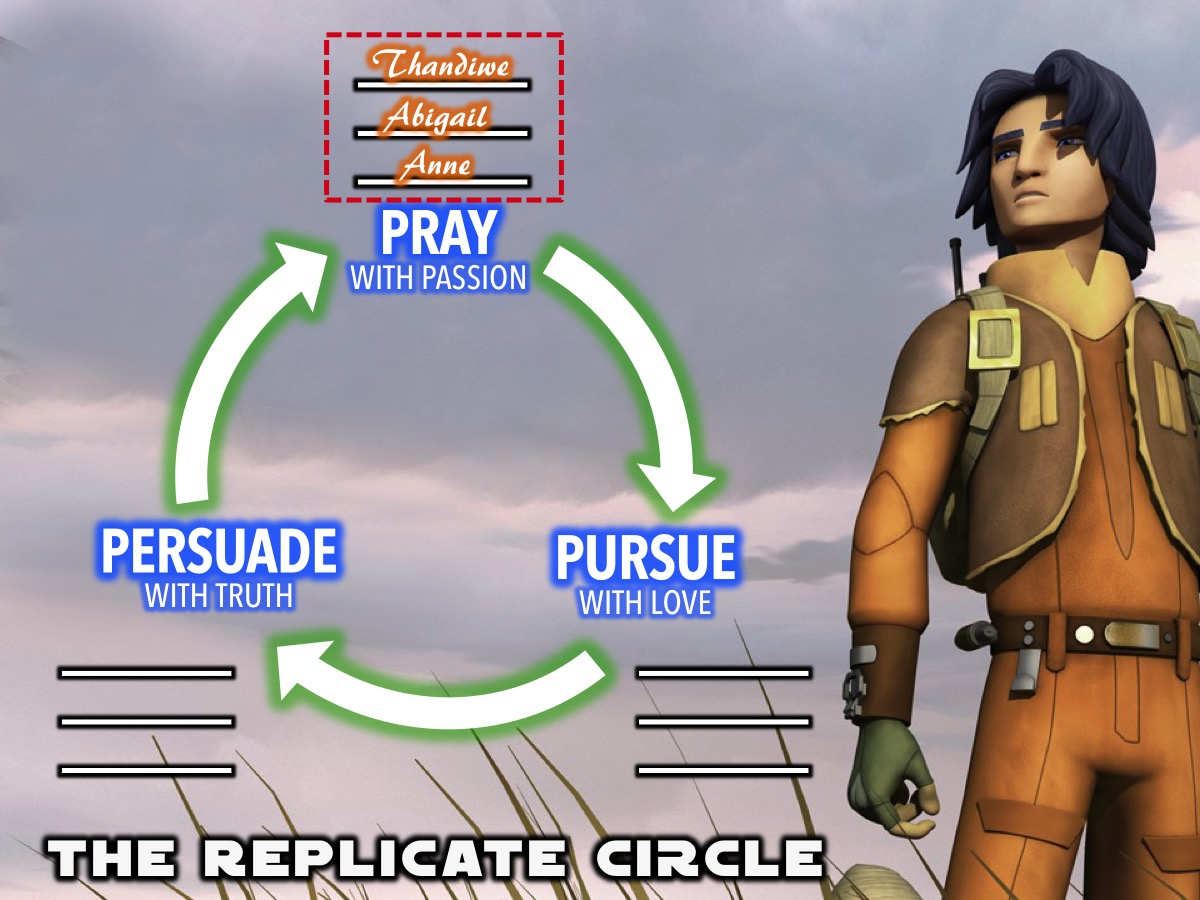 Thandiwe
Abigail
Anne
PRAY
WITH PASSION
PERSUADE
WITH TRUTH
PURSUE
WITH LOVE
THE REPLICATE CIRCLE